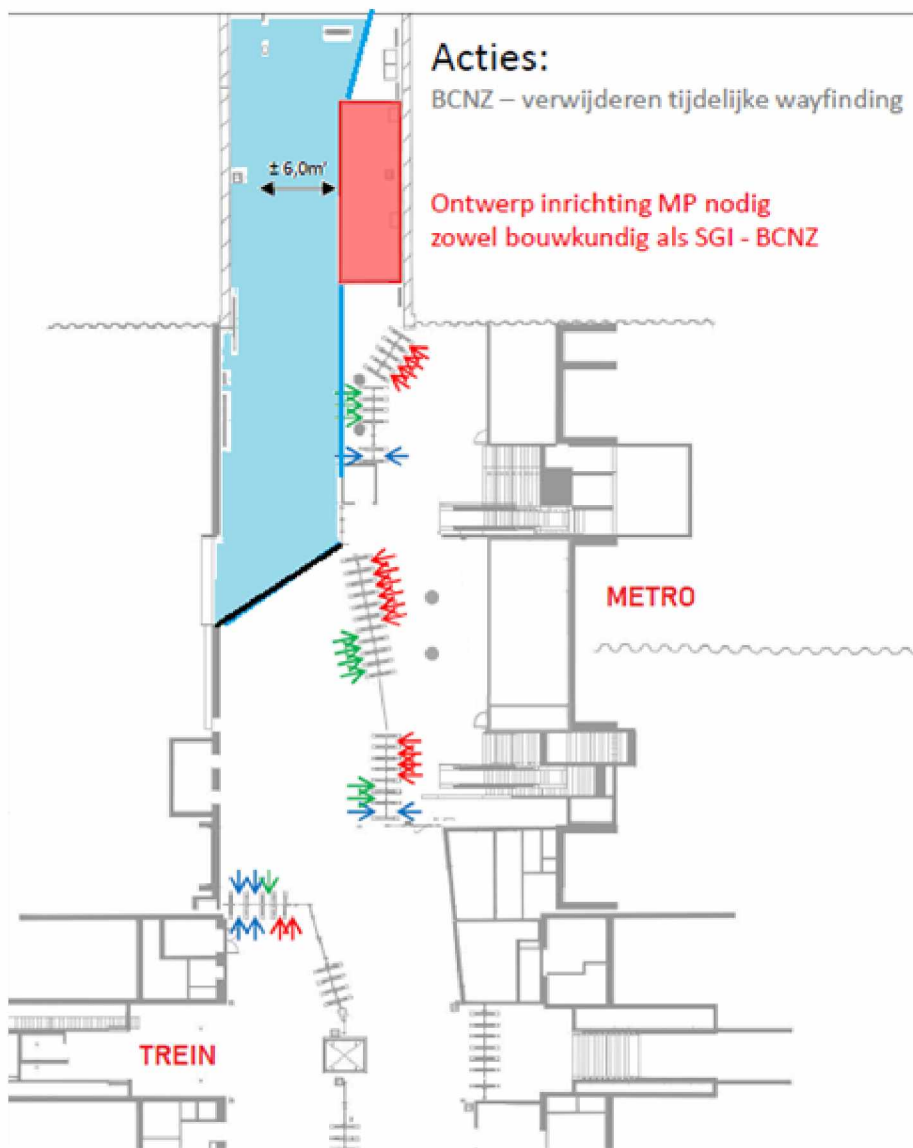 Acties:
BCNZ – verwijderen tijdelijke wayfinding
± 6,0m'
Ontwerp inrichting MP nodig
zowel bouwkundig als SGI - BCNZ
METRO
TREIN